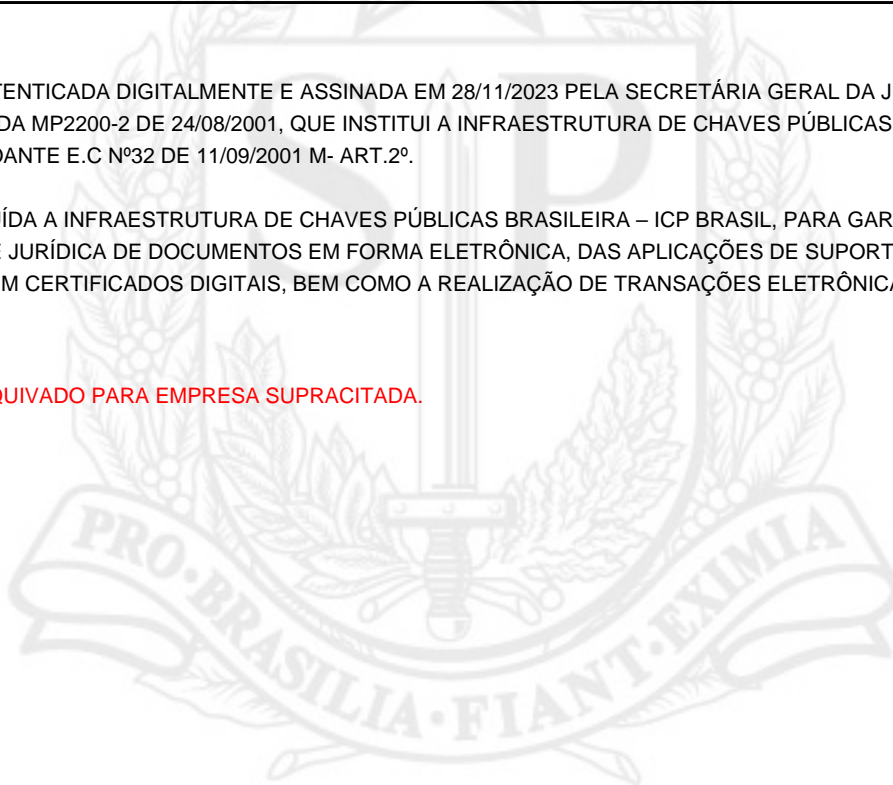 TENTICADA DIGITALMENTE E ASSINADA EM 28/11/2023 PELA SECRETÁRIA GERAL DA J
DA MP2200-2 DE 24/08/2001, QUE INSTITUI A INFRAESTRUTURA DE CHAVES PÚBLICAS
DANTE E.C Nº32 DE 11/09/2001 M- ART.2º.
ÍDA A INFRAESTRUTURA DE CHAVES PÚBLICAS BRASILEIRA – ICP BRASIL, PARA GAR
E JURÍDICA DE DOCUMENTOS EM FORMA ELETRÔNICA, DAS APLICAÇÕES DE SUPORT
M CERTIFICADOS DIGITAIS, BEM COMO A REALIZAÇÃO DE TRANSAÇÕES ELETRÔNICA
QUIVADO PARA EMPRESA SUPRACITADA.
SP
PRO·BRASILIA·FIANT·EXIMIA